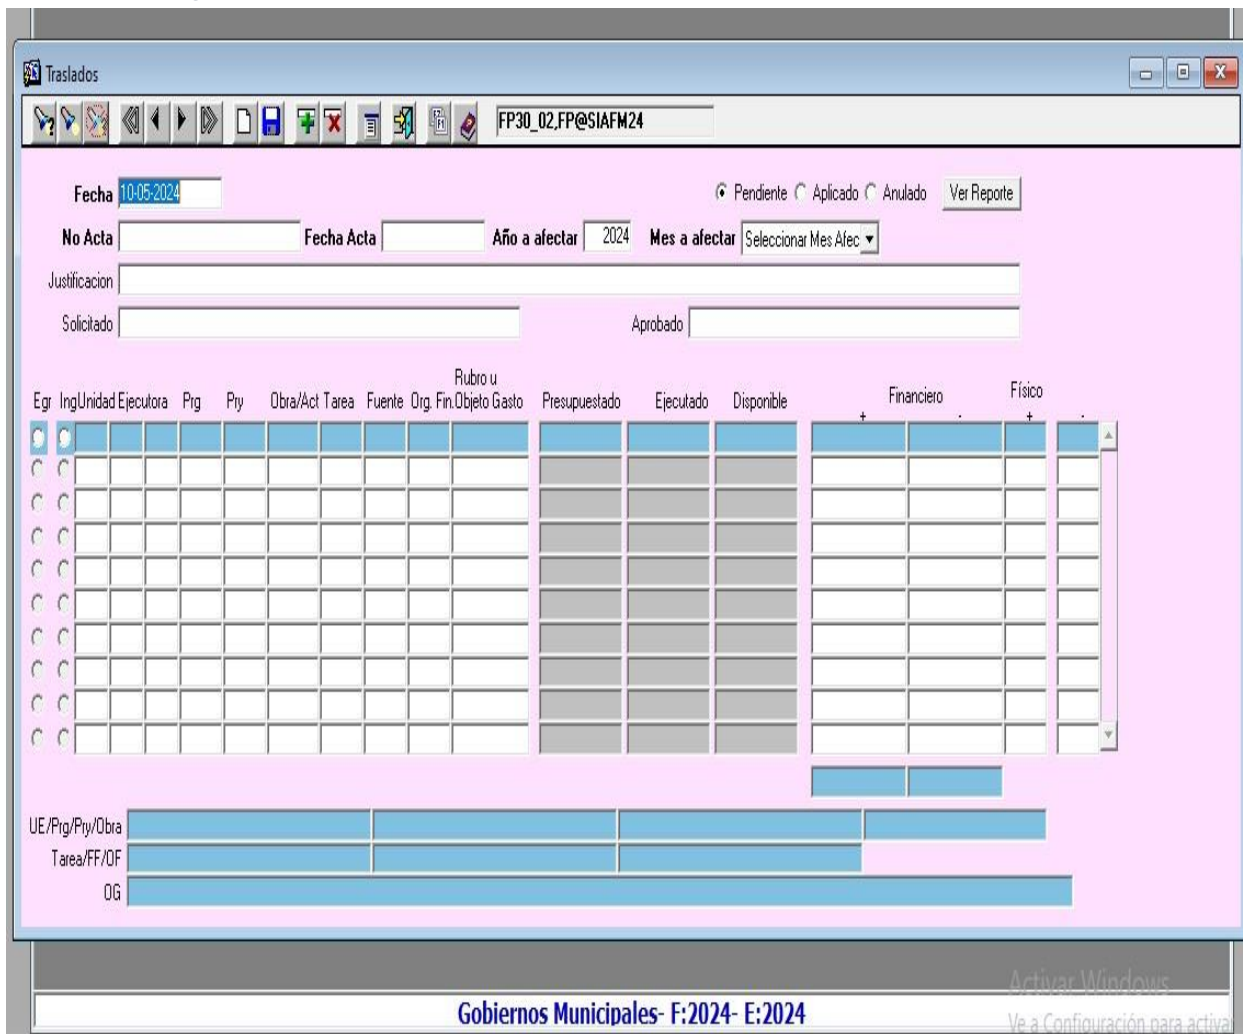 Traslados
FP30_02,FP@SIAFM24
Fecha 10-05-2024 Pendiente Aplicado Anulado Ver Reporte
No Acta Fecha Acta Año a afectar 2024 Mes a afectar Seleccionar Mes Afec
Justificacion
Solicitado Aprobado
Egr Ing Unidad Ejecutora Prg Pry Obra/Act Tarea Fuente Org. Fin. Rubro u Objeto Gasto Presupuestado Ejecutado Disponible Financiero Físico
+ - + -
UE/Prg/Pry/Obra
Tarea/FF/OF
OG
Activar Windows
Gobiernos Municipales- F:2024- E:2024
Ve a Configuración para activar